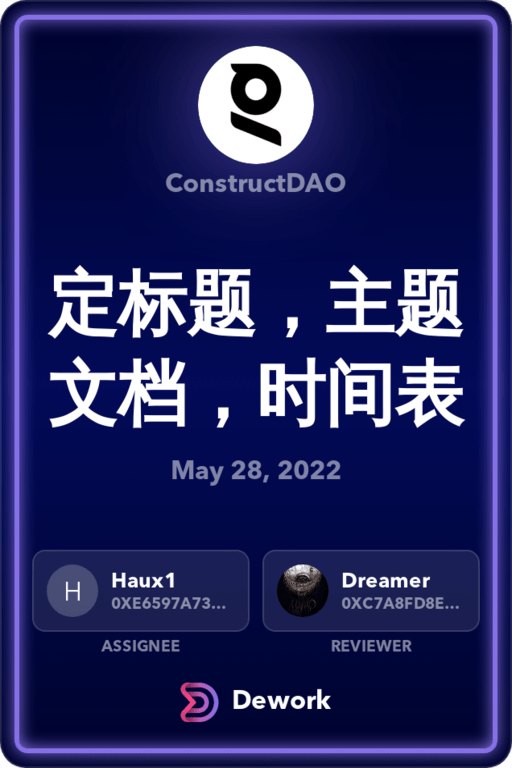 ConstructDAO
定标题，主题
文档，时间表
May 28, 2022
H
Haux1
0XE6597A73...
Dreamer
0XC7A8FD8E...
ASSIGNEE
REVIEWER
Dework